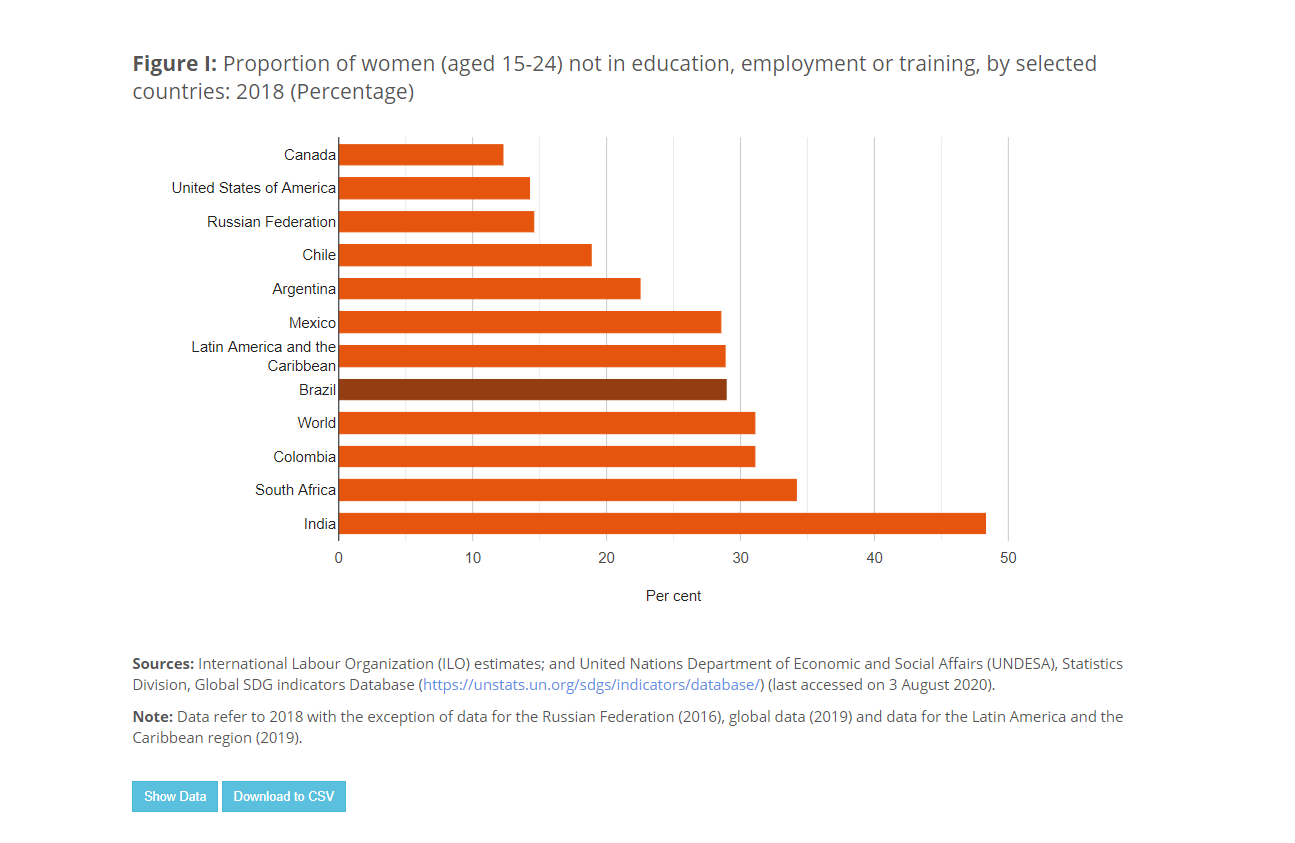 Figure I: Proportion of women (aged 15-24) not in education, employment or training, by selected
countries: 2018 (Percentage)
Canada
United States of America
Russian Federation
Chile
Argentina
Mexico
Latin America and the
Caribbean
Brazil
World
Colombia
South Africa
India
0 10 20 30 40 50
Per cent
Sources: International Labour Organization (ILO) estimates; and United Nations Department of Economic and Social Affairs (UNDESA), Statistics
Division, Global SDG indicators Database (https://unstats.un.org/sdgs/indicators/database/) (last accessed on 3 August 2020).
Note: Data refer to 2018 with the exception of data for the Russian Federation (2016), global data (2019) and data for the Latin America and the
Caribbean region (2019).
Show Data Download to CSV